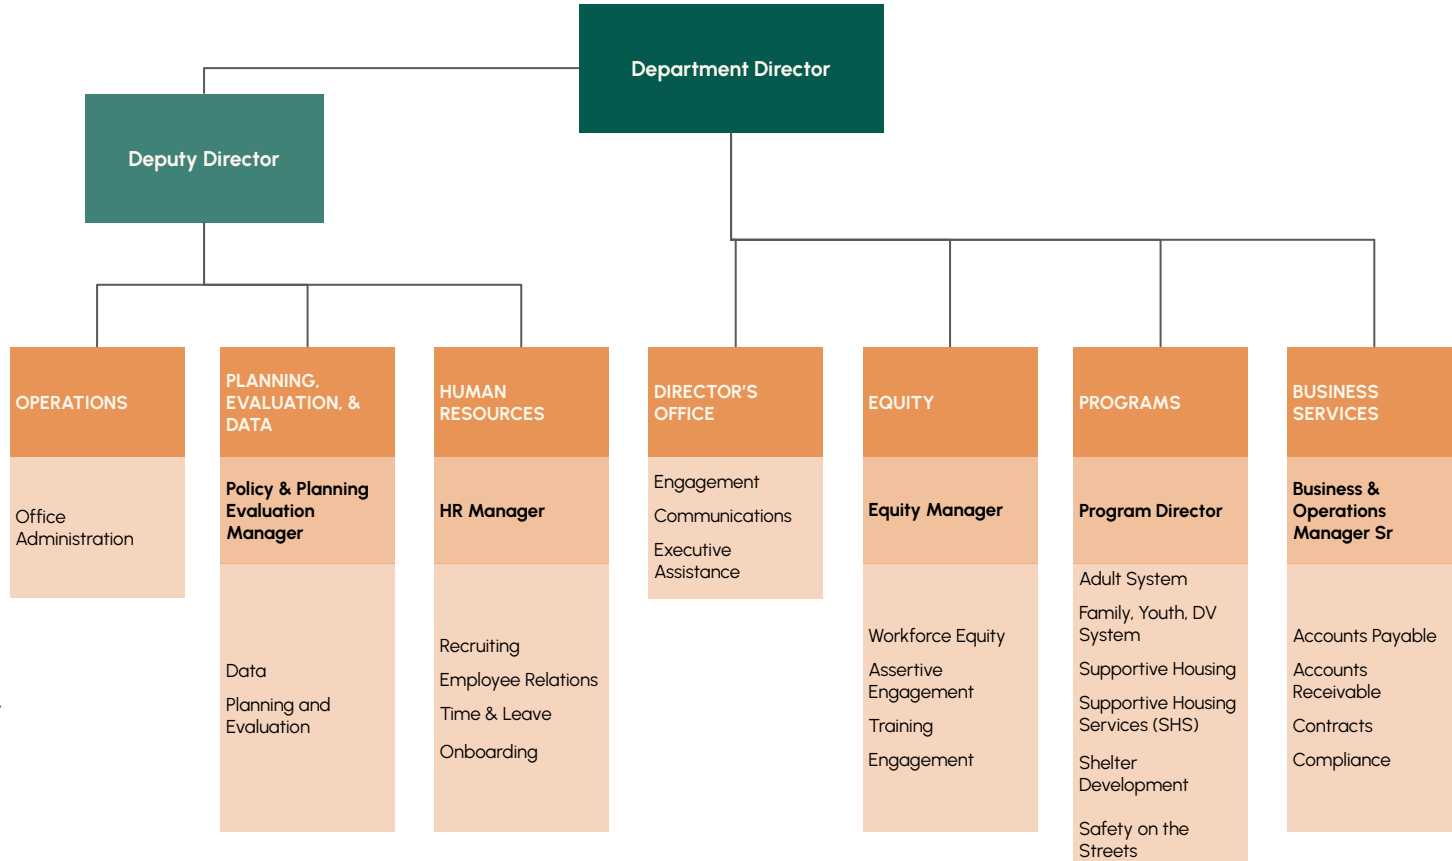 Department Director
Deputy Director
OPERATIONS
Office
Administration
PLANNING,
EVALUATION, &
DATA
Policy & Planning
Evaluation
Manager
Data
Planning and
Evaluation
HUMAN
RESOURCES
HR Manager
Recruiting
Employee Relations
Time & Leave
Onboarding
DIRECTOR’S
OFFICE
Engagement
Communications
Executive
Assistance
EQUITY
Equity Manager
Workforce Equity
Assertive
Engagement
Training
Engagement
PROGRAMS
Program Director
Adult System
Family, Youth, DV
System
Supportive Housing
Supportive Housing
Services (SHS)
Shelter
Development
Safety on the
Streets
BUSINESS
SERVICES
Business &
Operations
Manager Sr
Accounts Payable
Accounts
Receivable
Contracts
Compliance